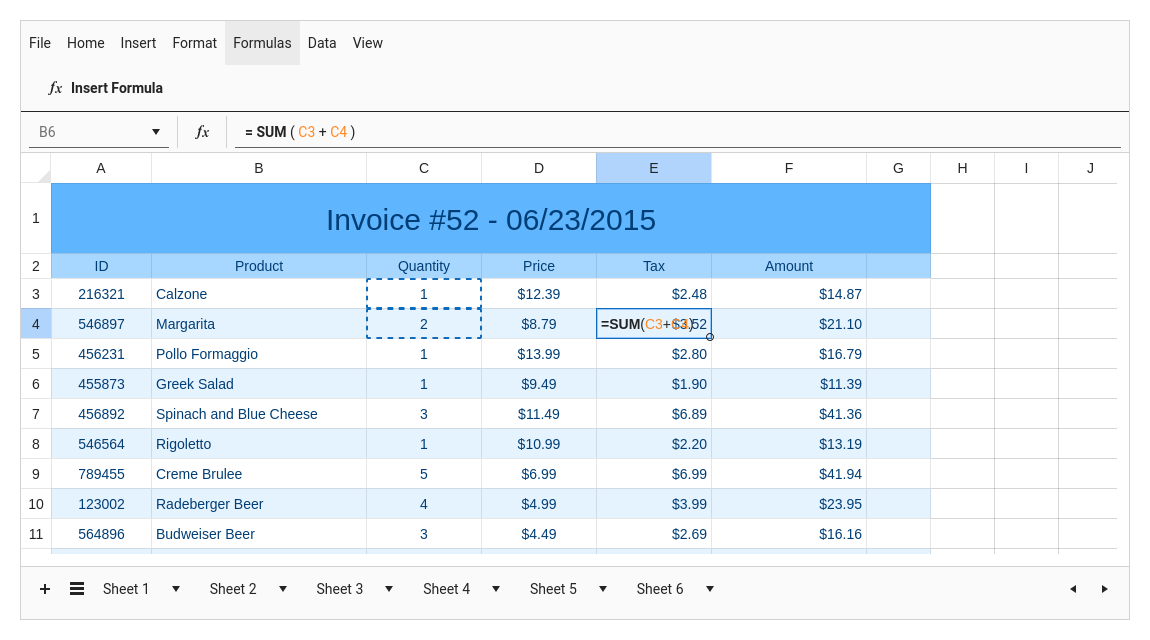 File Home Insert Format Formulas Data View
fx Insert Formula
B6 fx = SUM ( C3 + C4 )
A B C D E F G H I J
1 Invoice #52 - 06/23/2015
2 ID Product Quantity Price Tax Amount
3 216321 Calzone 1 $12.39 $2.48 $14.87
4 546897 Margarita 2 $8.79 =SUM(C3+C4) $3.52 $21.10
5 456231 Pollo Formaggio 1 $13.99 $2.80 $16.79
6 455873 Greek Salad 1 $9.49 $1.90 $11.39
7 456892 Spinach and Blue Cheese 3 $11.49 $6.89 $41.36
8 546564 Rigoletto 1 $10.99 $2.20 $13.19
9 789455 Creme Brulee 5 $6.99 $6.99 $41.94
10 123002 Radeberger Beer 4 $4.99 $3.99 $23.95
11 564896 Budweiser Beer 3 $4.49 $2.69 $16.16
Sheet 1 Sheet 2 Sheet 3 Sheet 4 Sheet 5 Sheet 6